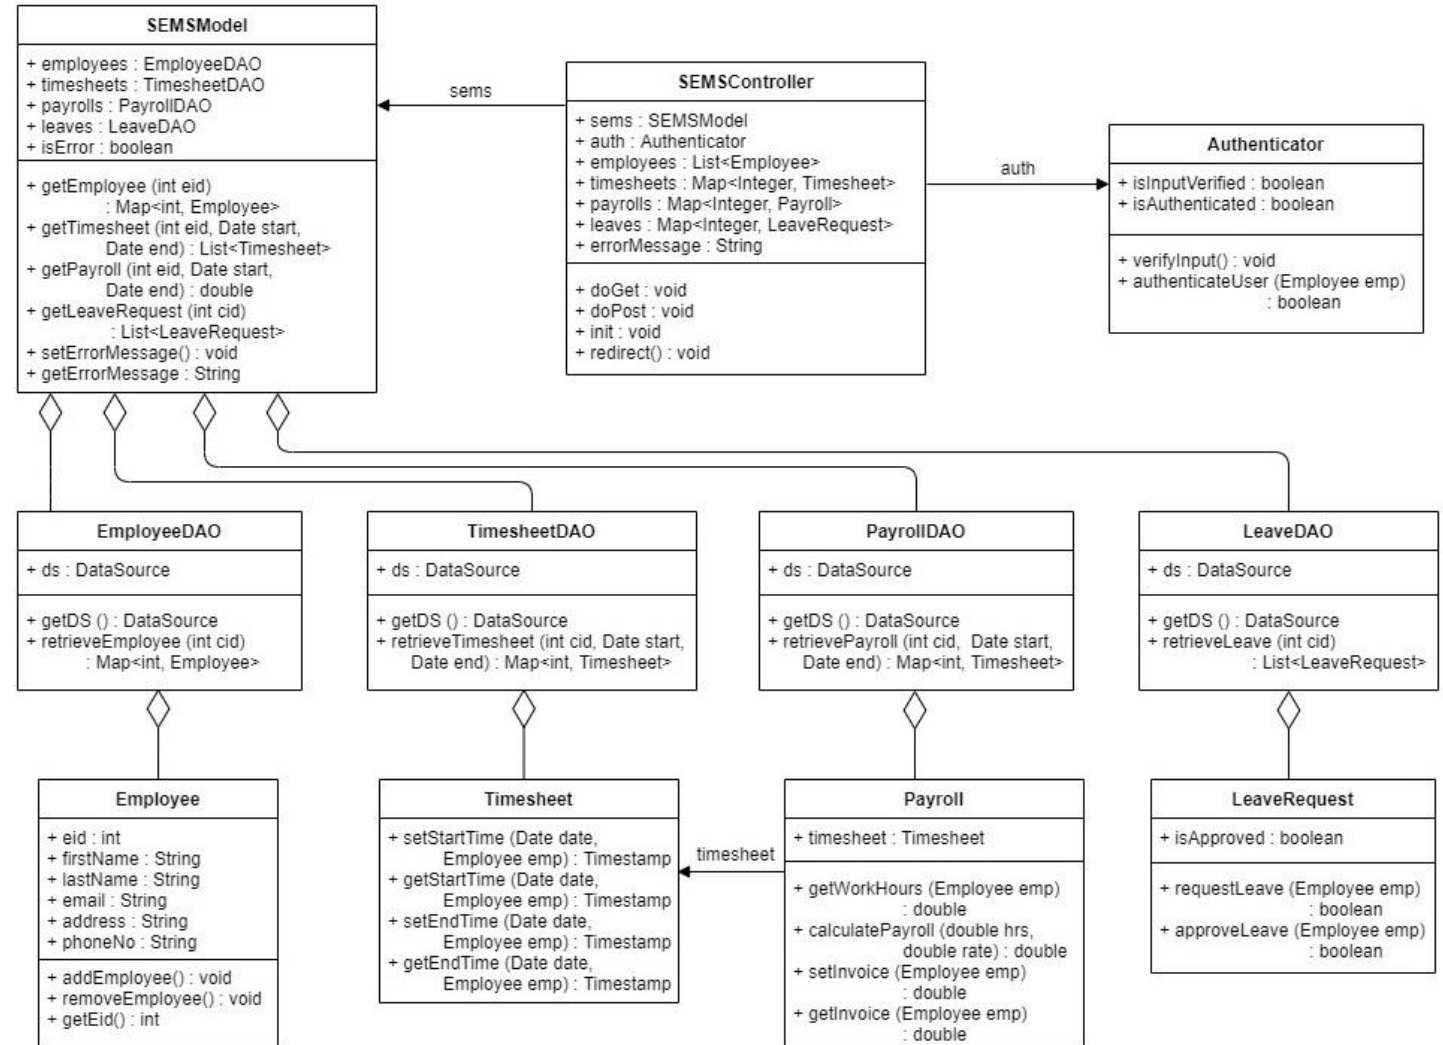 SEMSModel
+ employees : EmployeeDAO
+ timesheets : TimesheetDAO
+ payrolls : PayrollDAO
+ leaves : LeaveDAO
+ isError : boolean
+ getEmployee (int eid)
: Map<int, Employee>
+ getTimesheet (int eid, Date start,
Date end) : List<Timesheet>
+ getPayroll (int eid, Date start,
Date end) : double
+ getLeaveRequest (int cid)
: List<LeaveRequest>
+ setErrorMessage() : void
+ getErrorMessage : String
sems
SEMSController
+ sems : SEMSModel
+ auth : Authenticator
+ employees : List<Employee>
+ timesheets : Map<Integer, Timesheet>
+ payrolls : Map<Integer, Payroll>
+ leaves : Map<Integer, LeaveRequest>
+ errorMessage : String
+ doGet : void
+ doPost : void
+ init : void
+ redirect() : void
auth
Authenticator
+ isInputVerified : boolean
+ isAuthenticated : boolean
+ verifyInput() : void
+ authenticateUser (Employee emp)
: boolean
EmployeeDAO
+ ds : DataSource
+ getDS () : DataSource
+ retrieveEmployee (int cid)
: Map<int, Employee>
TimesheetDAO
+ ds : DataSource
+ getDS () : DataSource
+ retrieveTimesheet (int cid, Date start,
Date end) : Map<int, Timesheet>
PayrollDAO
+ ds : DataSource
+ getDS () : DataSource
+ retrievePayroll (int cid, Date start,
Date end) : Map<int, Timesheet>
LeaveDAO
+ ds : DataSource
+ getDS () : DataSource
+ retrieveLeave (int cid)
: List<LeaveRequest>
Employee
+ eid : int
+ firstName : String
+ lastName : String
+ email : String
+ address : String
+ phoneNo : String
+ addEmployee() : void
+ removeEmployee() : void
+ getEid() : int
Timesheet
+ setStartTime (Date date,
Employee emp) : Timestamp
+ getStartTime (Date date,
Employee emp) : Timestamp
+ setEndTime (Date date,
Employee emp) : Timestamp
+ getEndTime (Date date,
Employee emp) : Timestamp
timesheet
Payroll
+ timesheet : Timesheet
+ getWorkHours (Employee emp)
: double
+ calculatePayroll (double hrs,
double rate) : double
+ setInvoice (Employee emp)
: double
+ getInvoice (Employee emp)
: double
LeaveRequest
+ isApproved : boolean
+ requestLeave (Employee emp)
: boolean
+ approveLeave (Employee emp)
: boolean